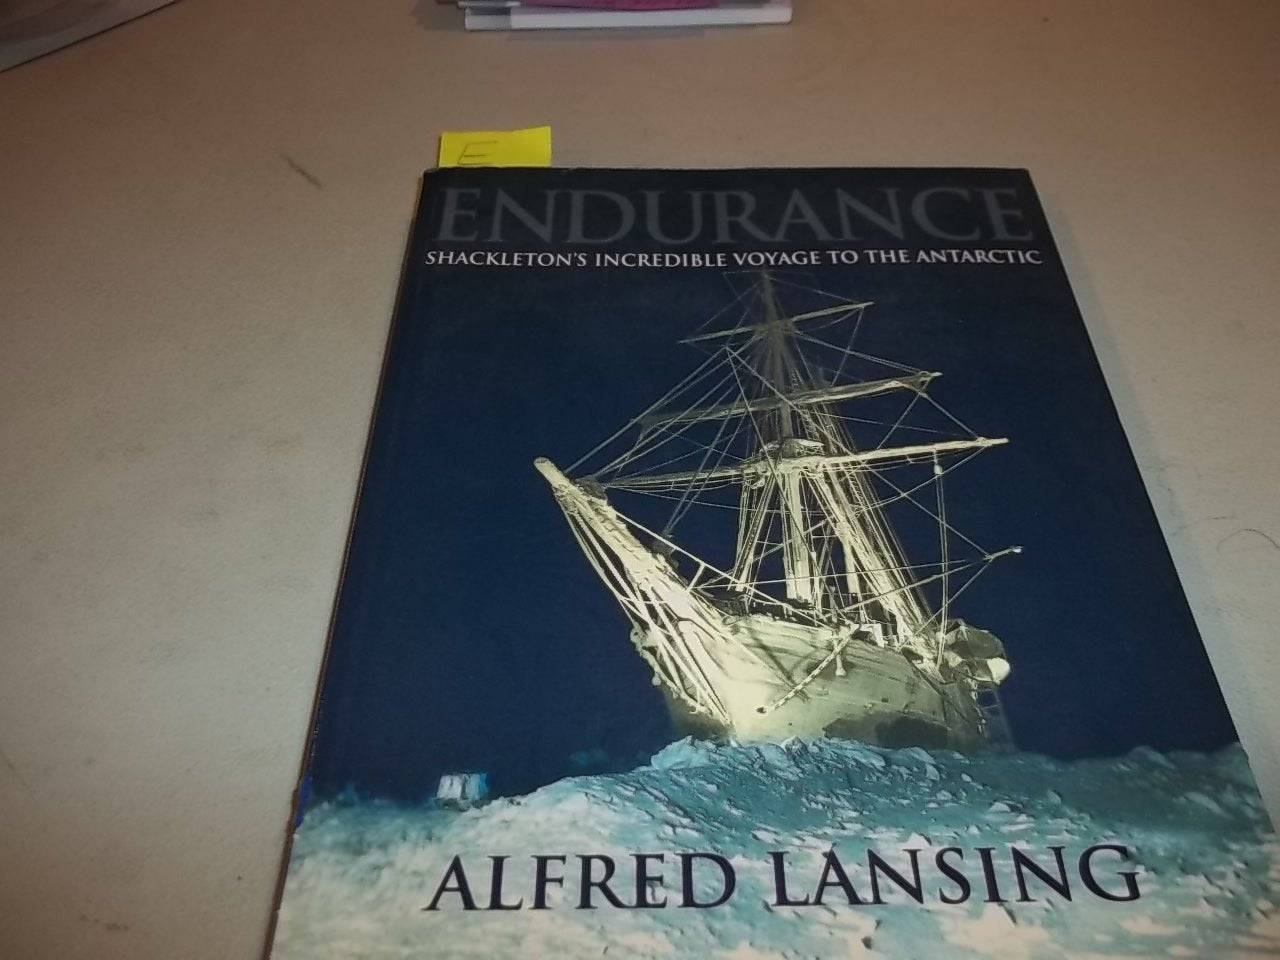 E
ENDURANCE
SHACKLETON'S INCREDIBLE VOYAGE TO THE ANTARCTIC
ALFRED LANSING